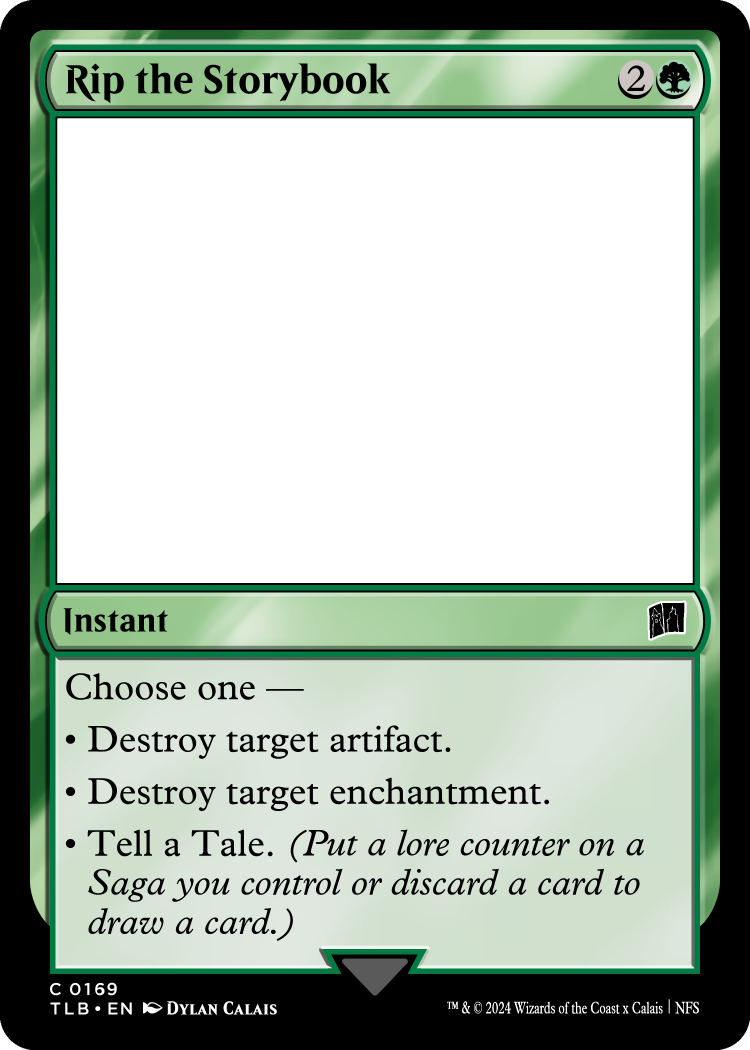 Rip the Storybook 2
Instant
Choose one —
• Destroy target artifact.
• Destroy target enchantment.
• Tell a Tale. (Put a lore counter on a
Saga you control or discard a card to
draw a card.)
C 0169
TLB • EN Dylan Calais
™ & © 2024 Wizards of the Coast x Calais | NFS